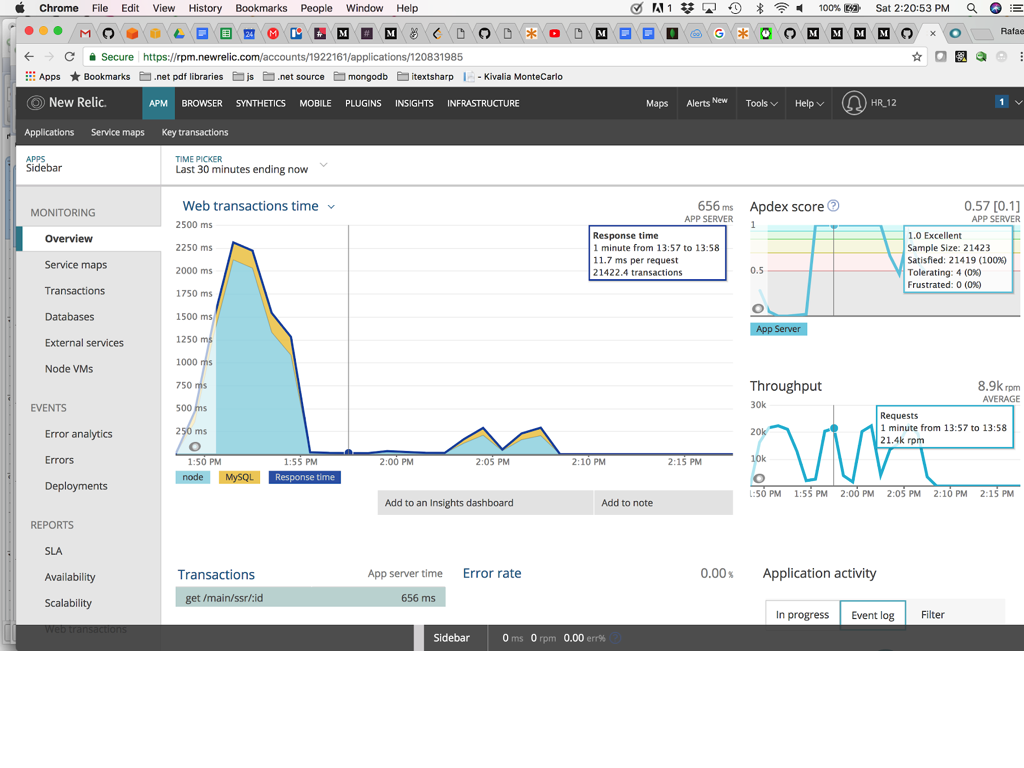 Chrome File Edit View History Bookmarks People Window Help 1 100% Sat 2:20:53 PM
Rafae
Secure https://rpm.newrelic.com/accounts/1922161/applications/120831985
Apps Bookmarks .net pdf libraries js .net source mongodb itextsharp - Kivalia MonteCarlo
New Relic. APM BROWSER SYNTHETICS MOBILE PLUGINS INSIGHTS INFRASTRUCTURE Maps Alerts New Tools Help HR_12 1
Applications Service maps Key transactions
APPS
Sidebar
TIME PICKER
Last 30 minutes ending now
MONITORING
Overview
Service maps
Transactions
Databases
External services
Node VMs
EVENTS
Error analytics
Errors
Deployments
REPORTS
SLA
Availability
Scalability
Web transactions
Web transactions time
656 ms
APP SERVER
2500 ms
2250 ms
2000 ms
1750 ms
1500 ms
1250 ms
1000 ms
750 ms
500 ms
250 ms
Response time
1 minute from 13:57 to 13:58
11.7 ms per request
21422.4 transactions
1:50 PM 1:55 PM 2:00 PM 2:05 PM 2:10 PM 2:15 PM
node MySQL Response time
Add to an Insights dashboard Add to note
Apdex score ?
0.57 [0.1]
APP SERVER
1
0.5
1.0 Excellent
Sample Size: 21423
Satisfied: 21419 (100%)
Tolerating: 4 (0%)
Frustrated: 0 (0%)
App Server
Throughput
8.9k rpm
AVERAGE
30k
20k
10k
Requests
1 minute from 13:57 to 13:58
21.4k rpm
1:50 PM 1:55 PM 2:00 PM 2:05 PM 2:10 PM 2:15 PM
Transactions App server time
get /main/ssr/:id 656 ms
Error rate 0.00 %
Application activity
In progress Event log Filter
Sidebar 0 ms 0 rpm 0.00 err%